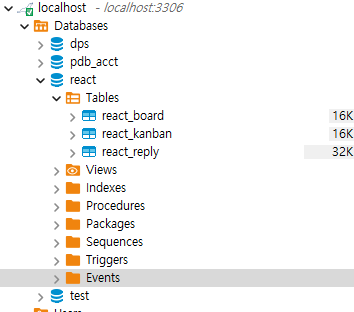 localhost - localhost:3306
Databases
dps
pdb_acct
react
Tables
react_board 16K
react_kanban 16K
react_reply 32K
Views
Indexes
Procedures
Packages
Sequences
Triggers
Events
test